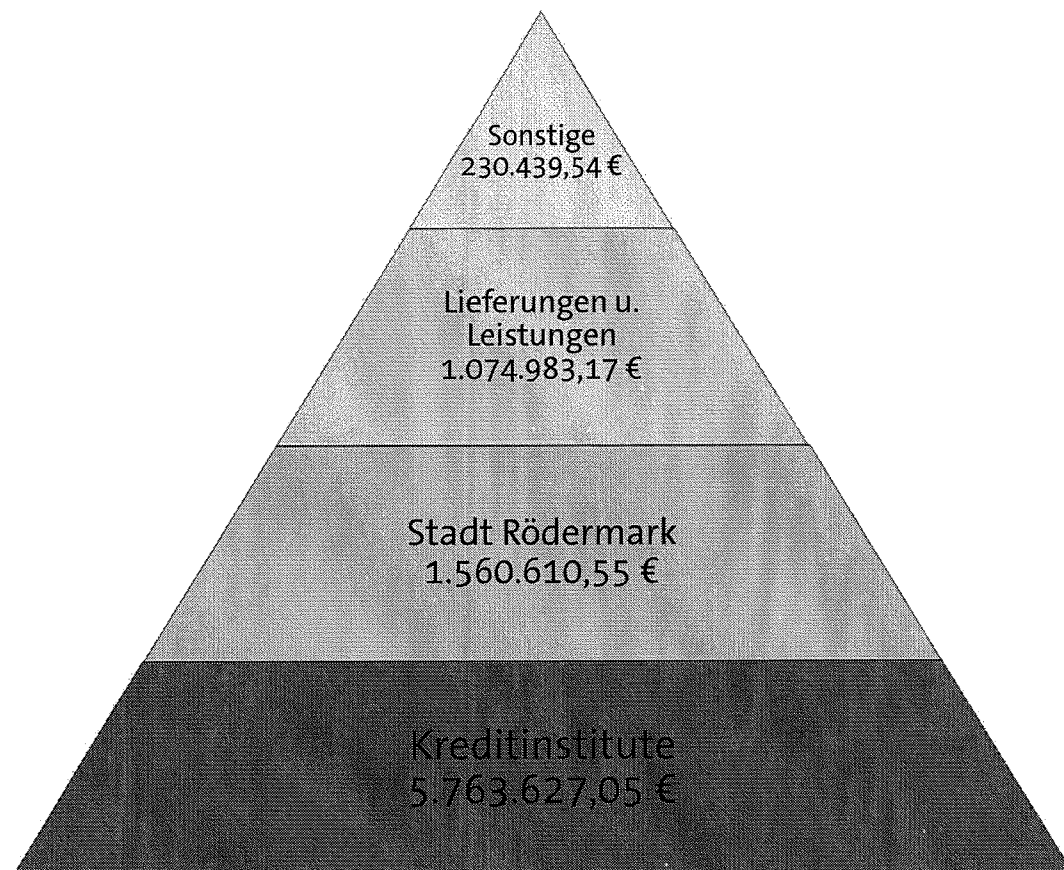 Sonstige
230.439,54 €
Lieferungen u.
Leistungen
1.074.983,17 €
Stadt Rödermark
1.560.610,55 €
Kreditinstitute
5.763.627,05 €